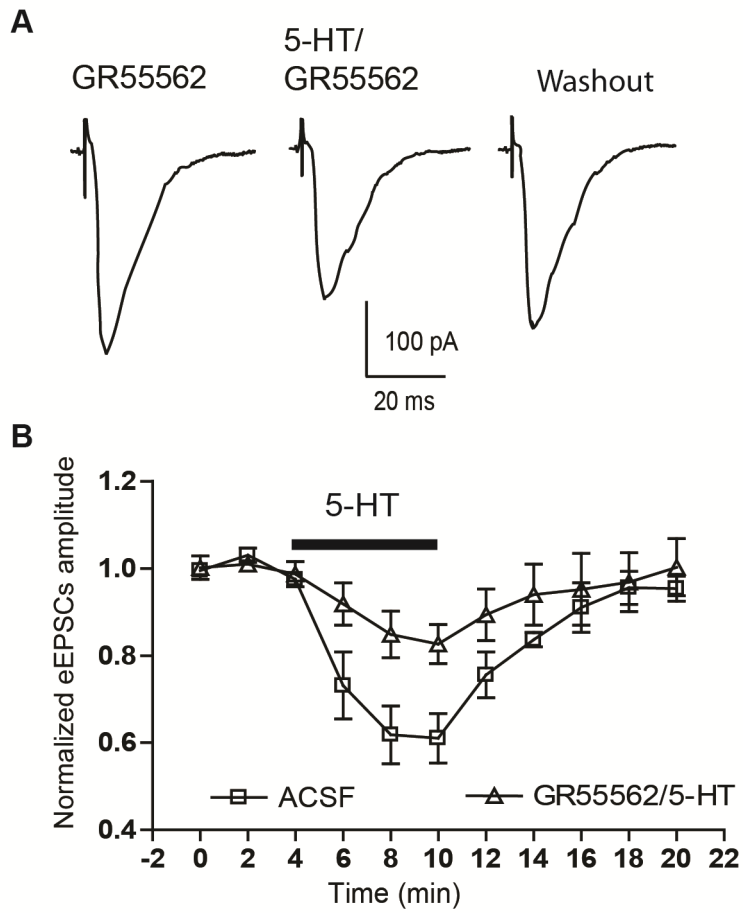 A
GR55562
5-HT/
GR55562
Washout
100 pA
20 ms
B
Normalized eEPSCs amplitude
1.2
1.0
0.8
0.6
0.4
5-HT
ACSF
GR55562/5-HT
-2 0 2 4 6 8 10 12 14 16 18 20 22
Time (min)